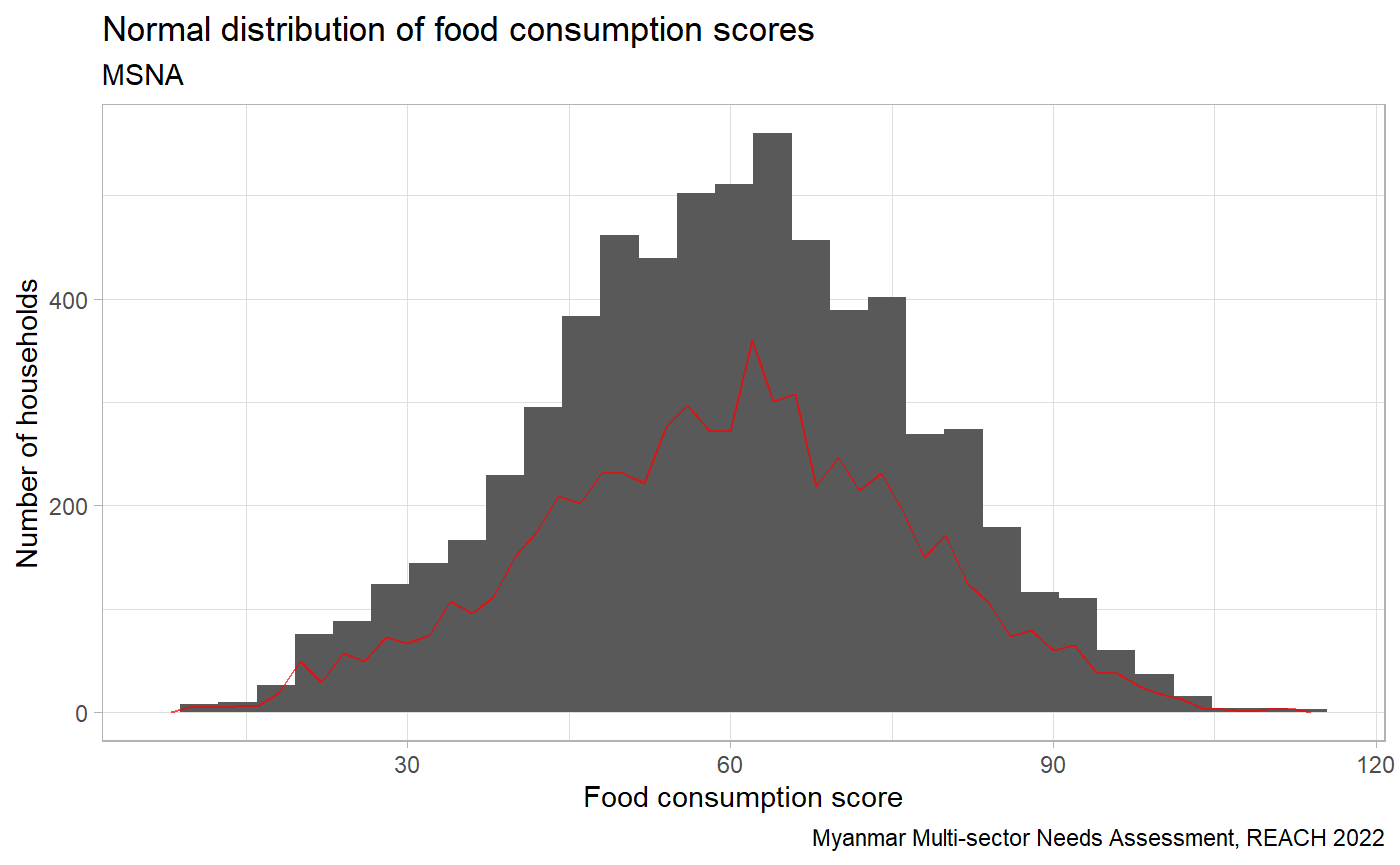 Normal distribution of food consumption scores
MSNA
Number of households
400
200
0
30 60 90 120
Food consumption score
Myanmar Multi-sector Needs Assessment, REACH 2022